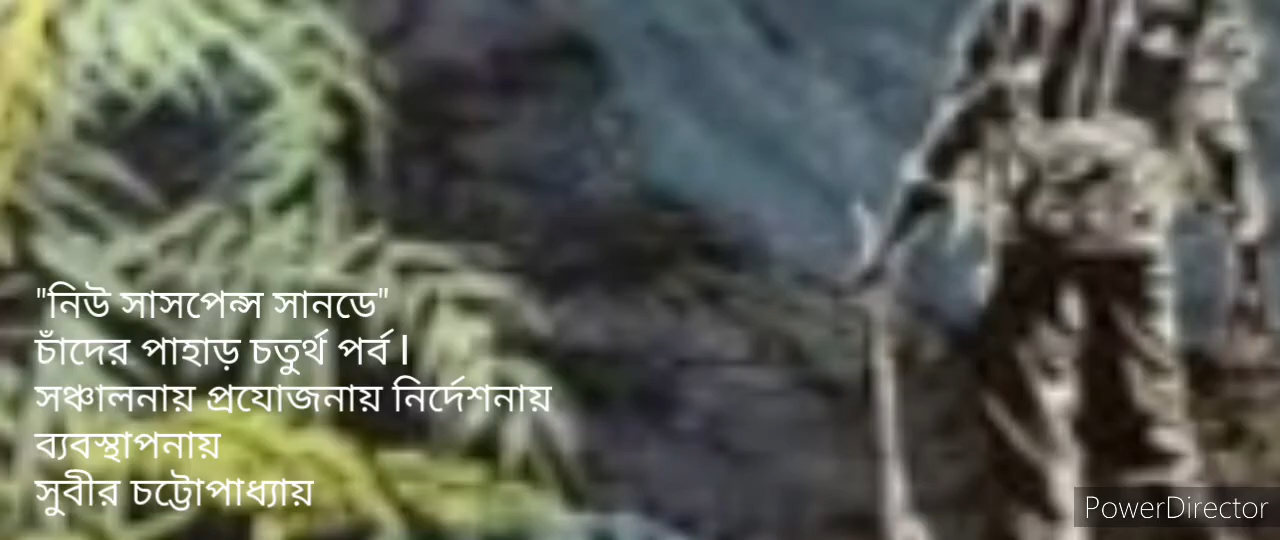 "নিউ সাসপেন্স সানডে"
চাঁদের পাহাড় চতুর্থ পর্ব l
সঞ্চালনায় প্রযোজনায় নির্দেশনায়
ব্যবস্থাপনায়
সুবীর চট্টোপাধ্যায়
PowerDirector